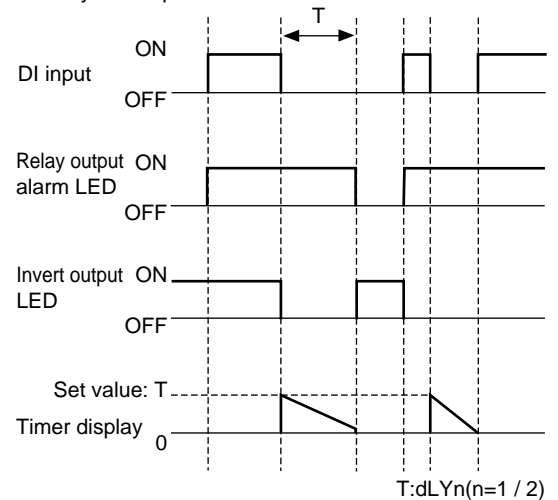 T
ON
DI input
OFF
Relay output ON
alarm LED
OFF
Invert output ON
LED
OFF
Set value: T
Timer display
0
T:dLYn(n=1 / 2)